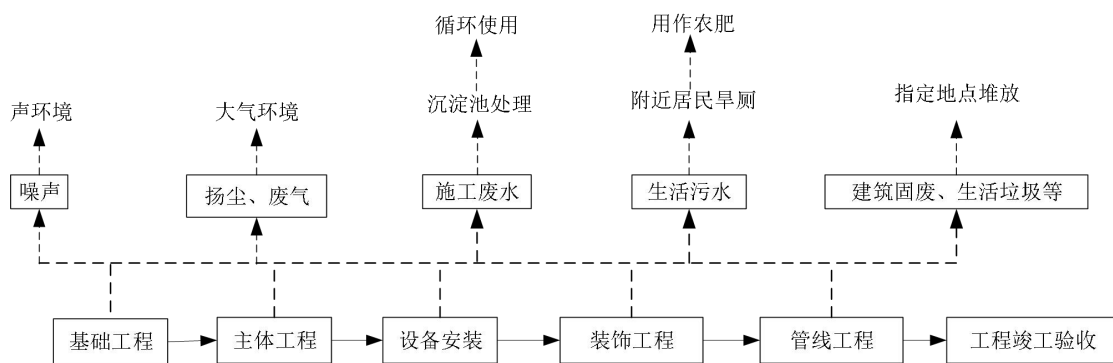 循环使用
用作农肥
声环境
大气环境
沉淀池处理
附近居民旱厕
指定地点堆放
噪声
扬尘、废气
施工废水
生活污水
建筑固废、生活垃圾等
基础工程
主体工程
设备安装
装饰工程
管线工程
工程竣工验收